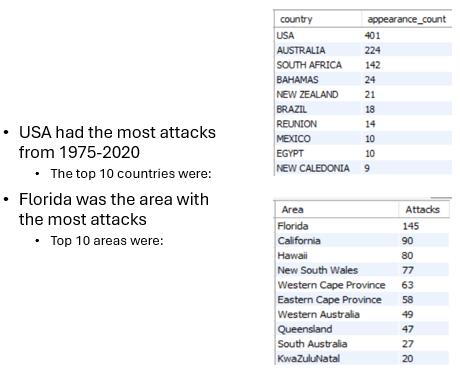 • USA had the most attacks
from 1975-2020
• The top 10 countries were:
• Florida was the area with
the most attacks
• Top 10 areas were:
country appearance_count
USA 401
AUSTRALIA 224
SOUTH AFRICA 142
BAHAMAS 24
NEW ZEALAND 21
BRAZIL 18
REUNION 14
MEXICO 10
EGYPT 10
NEW CALEDONIA 9
Area Attacks
Florida 145
California 90
Hawaii 80
New South Wales 77
Western Cape Province 63
Eastern Cape Province 58
Western Australia 49
Queensland 47
South Australia 27
KwaZuluNatal 20